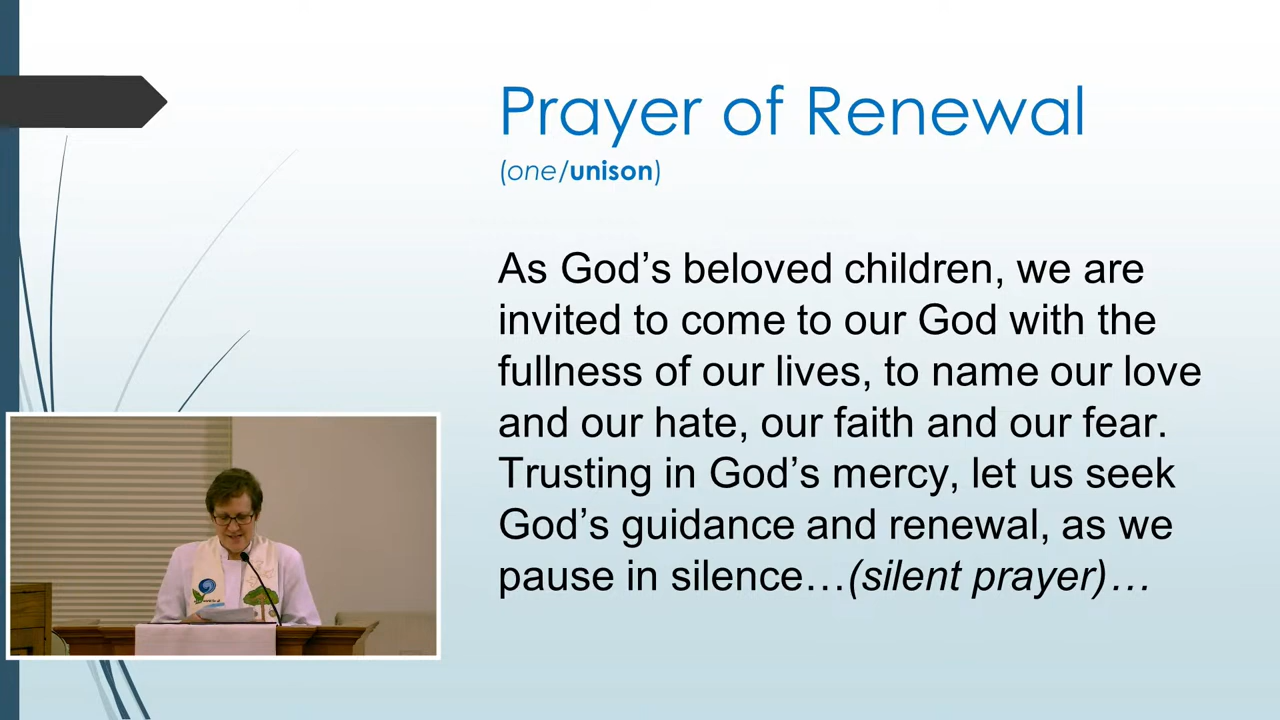 Prayer of Renewal
(one/unison)
As God’s beloved children, we are
invited to come to our God with the
fullness of our lives, to name our love
and our hate, our faith and our fear.
Trusting in God’s mercy, let us seek
God’s guidance and renewal, as we
pause in silence…(silent prayer)…